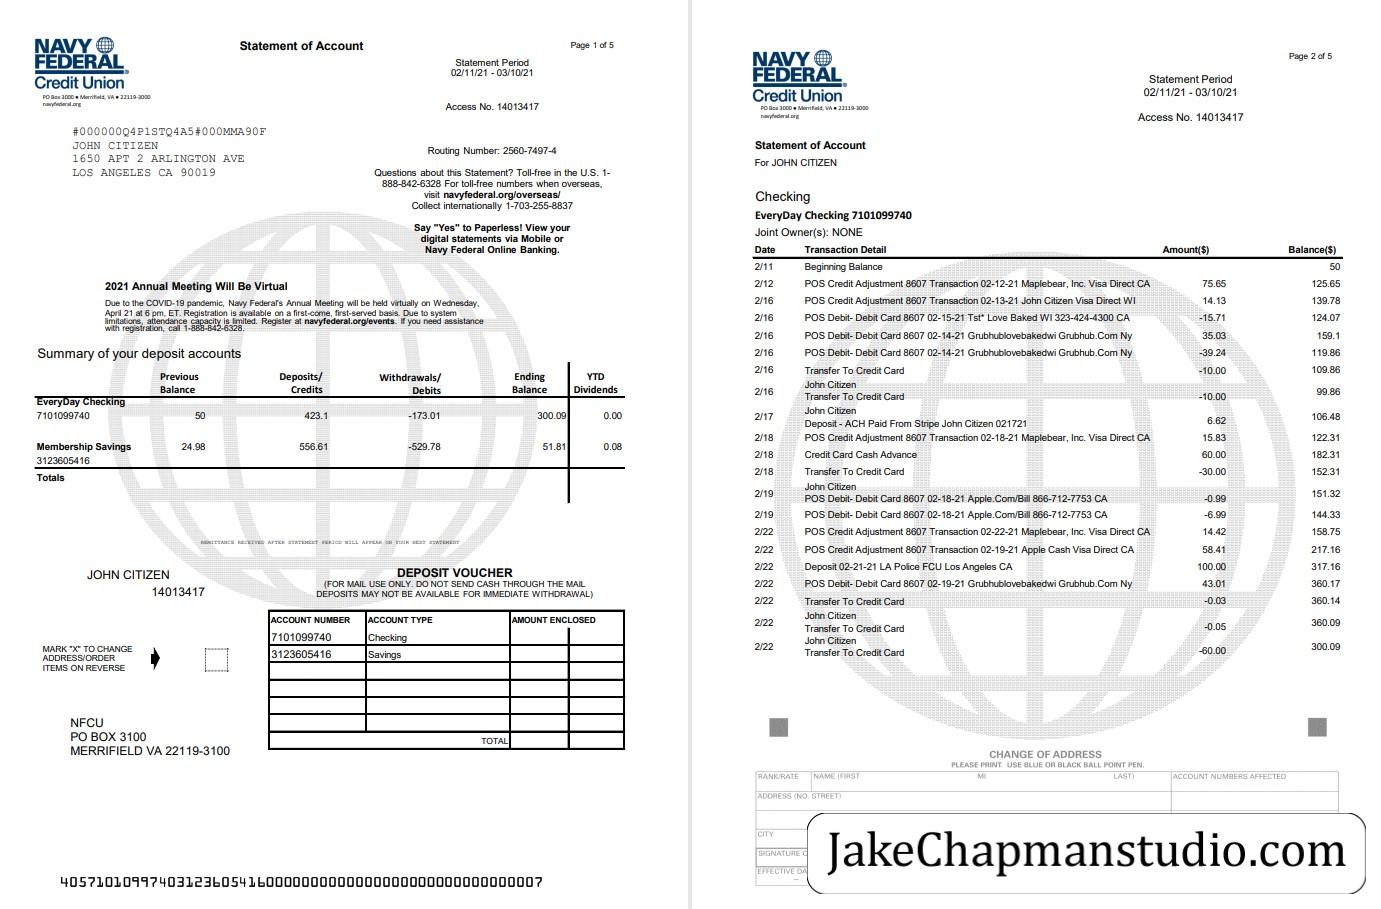 NAVY
FEDERAL
Credit Union
PO Box 3000 • Merrifield, VA • 22119-3000
navyfederal.org
Statement of Account
Page 1 of 5
Statement Period
02/11/21 - 03/10/21
Access No. 14013417
#000000Q4P1STQ4A5#000MMA90F
JOHN CITIZEN
1650 APT 2 ARLINGTON AVE
LOS ANGELES CA 90019
Routing Number: 2560-7497-4
Questions about this Statement? Toll-free in the U.S. 1-
888-842-6328 For toll-free numbers when overseas,
visit navyfederal.org/overseas/
Collect internationally 1-703-255-8837
Say "Yes" to Paperless! View your
digital statements via Mobile or
Navy Federal Online Banking.
2021 Annual Meeting Will Be Virtual
Due to the COVID-19 pandemic, Navy Federal's Annual Meeting will be held virtually on Wednesday,
April 21 at 6 pm, ET. Registration is available on a first-come, first-served basis. Due to system
limitations, attendance capacity is limited. Register at navyfederal.org/events. If you need assistance
with registration, call 1-888-842-6328.
Summary of your deposit accounts
Previous Deposits/ Withdrawals/ Ending YTD
Balance Credits Debits Balance Dividends
EveryDay Checking
7101099740 50 423.1 -173.01 300.09 0.00
Membership Savings 24.98 556.61 -529.78 51.81 0.08
3123605416
Totals
REMITTANCE RECEIVED AFTER STATEMENT PERIOD WILL APPEAR ON YOUR NEXT STATEMENT
JOHN CITIZEN
14013417
DEPOSIT VOUCHER
(FOR MAIL USE ONLY. DO NOT SEND CASH THROUGH THE MAIL
DEPOSITS MAY NOT BE AVAILABLE FOR IMMEDIATE WITHDRAWAL)
ACCOUNT NUMBER ACCOUNT TYPE AMOUNT ENCLOSED
7101099740 Checking
3123605416 Savings
TOTAL
MARK "X" TO CHANGE
ADDRESS/ORDER
ITEMS ON REVERSE
NFCU
PO BOX 3100
MERRIFIELD VA 22119-3100
NAVY
FEDERAL
Credit Union
PO Box 3000 • Merrifield, VA • 22119-3000
navyfederal.org
Page 2 of 5
Statement Period
02/11/21 - 03/10/21
Access No. 14013417
Statement of Account
For JOHN CITIZEN
Checking
EveryDay Checking 7101099740
Joint Owner(s): NONE
Date Transaction Detail Amount($) Balance($)
2/11 Beginning Balance 50
2/12 POS Credit Adjustment 8607 Transaction 02-12-21 Maplebear, Inc. Visa Direct CA 75.65 125.65
2/16 POS Credit Adjustment 8607 Transaction 02-13-21 John Citizen Visa Direct WI 14.13 139.78
2/16 POS Debit- Debit Card 8607 02-15-21 Tst* Love Baked WI 323-424-4300 CA -15.71 124.07
2/16 POS Debit- Debit Card 8607 02-14-21 Grubhublovebakedwi Grubhub.Com Ny 35.03 159.1
2/16 POS Debit- Debit Card 8607 02-14-21 Grubhublovebakedwi Grubhub.Com Ny -39.24 119.86
2/16 Transfer To Credit Card -10.00 109.86
John Citizen
2/16 Transfer To Credit Card -10.00 99.86
John Citizen
2/17 Deposit - ACH Paid From Stripe John Citizen 021721 6.62 106.48
2/18 POS Credit Adjustment 8607 Transaction 02-18-21 Maplebear, Inc. Visa Direct CA 15.83 122.31
2/18 Credit Card Cash Advance 60.00 182.31
2/18 Transfer To Credit Card -30.00 152.31
John Citizen
2/19 POS Debit- Debit Card 8607 02-18-21 Apple.Com/Bill 866-712-7753 CA -0.99 151.32
2/19 POS Debit- Debit Card 8607 02-18-21 Apple.Com/Bill 866-712-7753 CA -6.99 144.33
2/22 POS Credit Adjustment 8607 Transaction 02-22-21 Maplebear, Inc. Visa Direct CA 14.42 158.75
2/22 POS Credit Adjustment 8607 Transaction 02-19-21 Apple Cash Visa Direct CA 58.41 217.16
2/22 Deposit 02-21-21 LA Police FCU Los Angeles CA 100.00 317.16
2/22 POS Debit- Debit Card 8607 02-19-21 Grubhublovebakedwi Grubhub.Com Ny 43.01 360.17
2/22 Transfer To Credit Card -0.03 360.14
John Citizen
2/22 Transfer To Credit Card -0.05 360.09
John Citizen
2/22 Transfer To Credit Card -60.00 300.09
CHANGE OF ADDRESS
PLEASE PRINT. USE BLUE OR BLACK BALL POINT PEN.
RANK/RATE NAME (FIRST MI LAST) ACCOUNT NUMBERS AFFECTED
ADDRESS (NO. STREET)
CITY
SIGNATURE
EFFECTIVE
JakeChapmanstudio.com